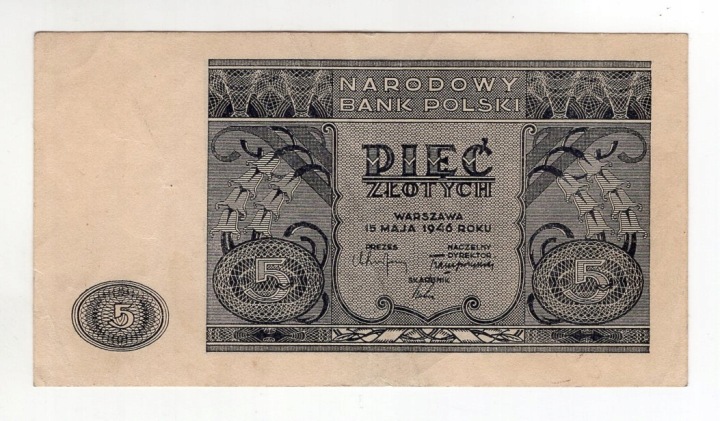 NARODOWY
BANK POLSKI
PIĘĆ
ZŁOTYCH
WARSZAWA
15 MAJA 1946 ROKU
PREZES NACZELNY
DYREKTOR
SKARBNIK
5 5
5